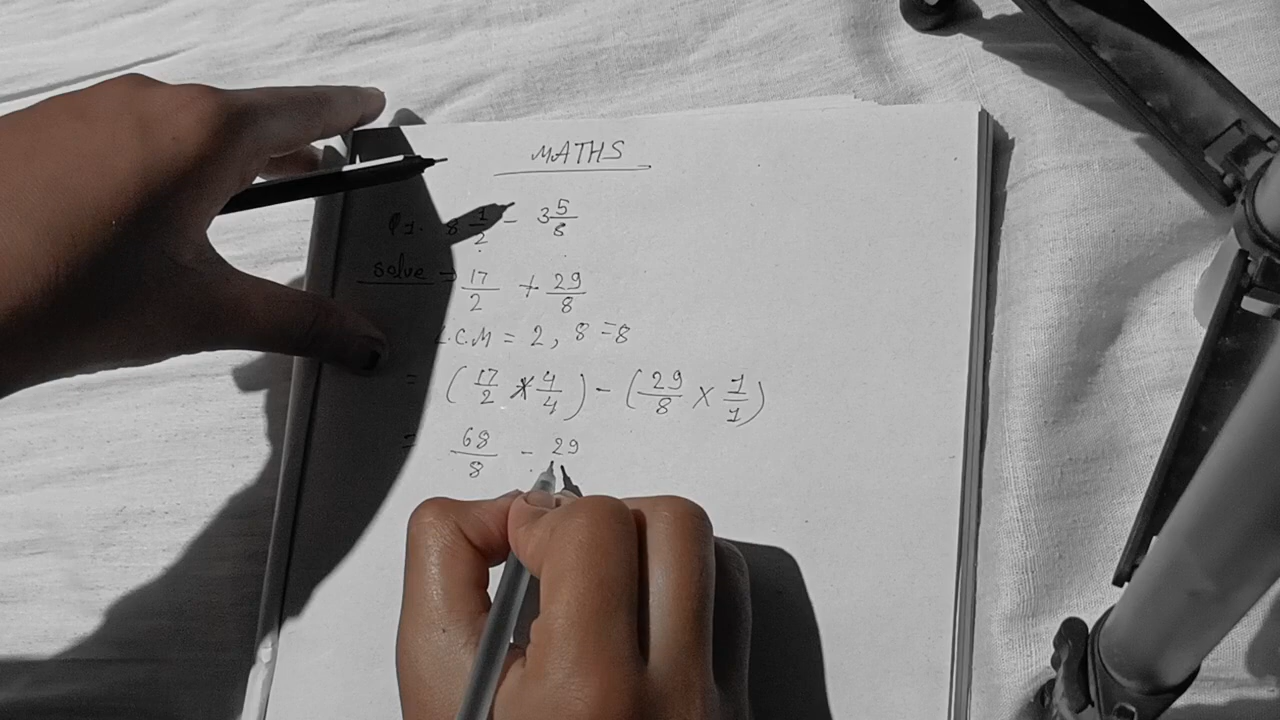 MATHS
Q1. 8 1/2 - 3 5/8
solve ⇒ 17/2 + 29/8
L.C.M = 2, 8 = 8
= (17/2 × 4/4) - (29/8 × 1/1)
= 68/8 - 29